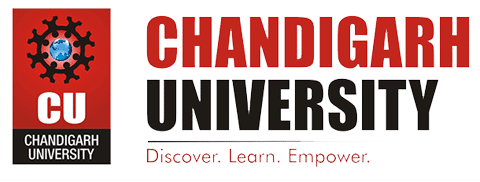 CU
CHANDIGARH
UNIVERSITY
CHANDIGARH
UNIVERSITY
Discover. Learn. Empower.